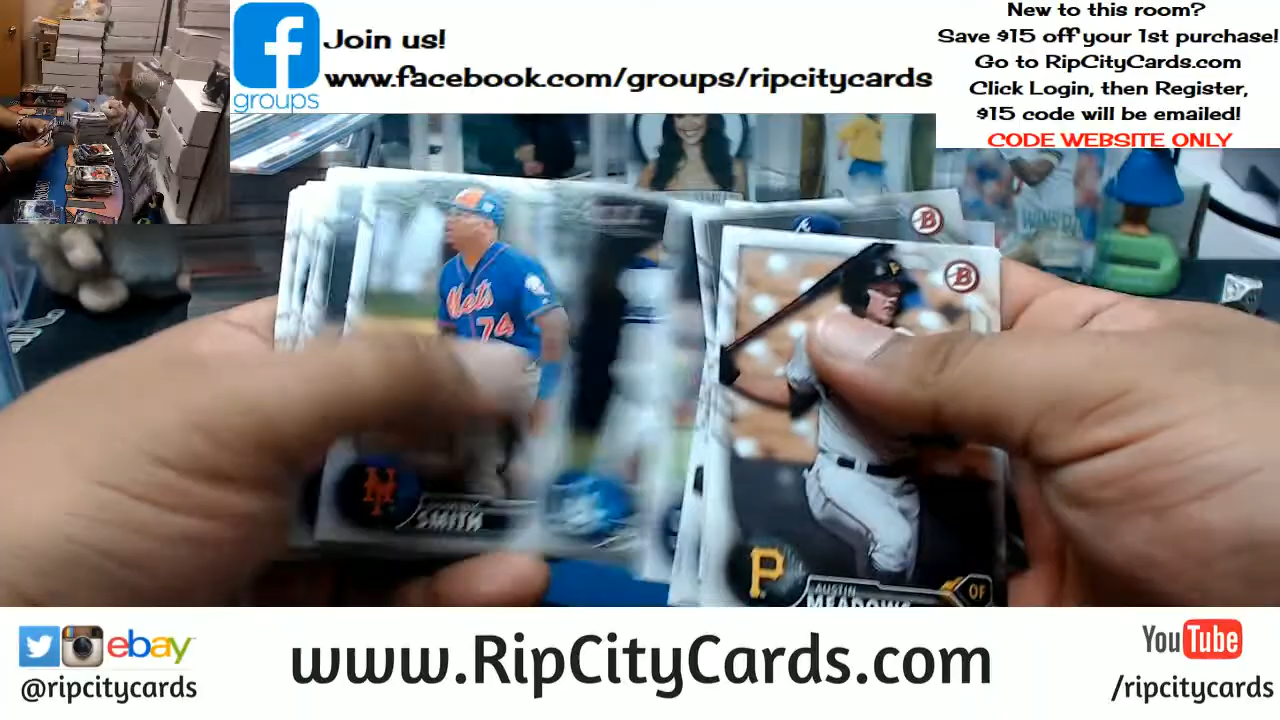 groups
Join us!
www.facebook.com/groups/ripcitycards
New to this room?
Save $15 off your 1st purchase!
Go to RipCityCards.com
Click Login, then Register,
$15 code will be emailed!
CODE WEBSITE ONLY
B
B
Mets
74
SMITH
P
AUSTIN
MEADOWS
OF
ebay
@ripcitycards
www.RipCityCards.com
YouTube
/ripcitycards